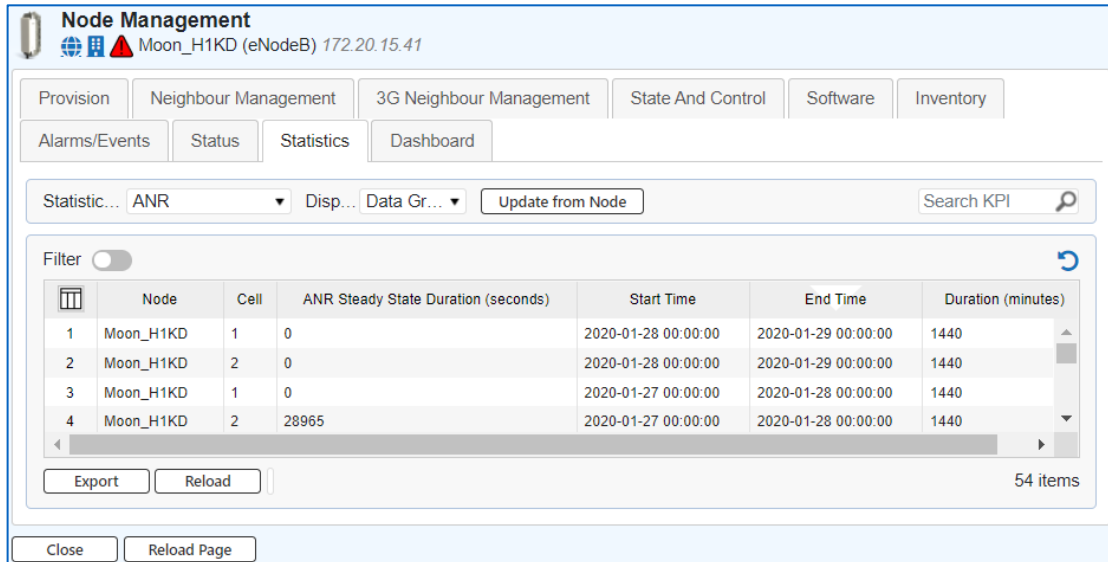 Node Management
Moon_H1KD (eNodeB) 172.20.15.41
Provision Neighbour Management 3G Neighbour Management State And Control Software Inventory
Alarms/Events Status Statistics Dashboard
Statistic... ANR Disp... Data Gr... Update from Node Search KPI
Filter
Node Cell ANR Steady State Duration (seconds) Start Time End Time Duration (minutes)
1 Moon_H1KD 1 0 2020-01-28 00:00:00 2020-01-29 00:00:00 1440
2 Moon_H1KD 2 0 2020-01-28 00:00:00 2020-01-29 00:00:00 1440
3 Moon_H1KD 1 0 2020-01-27 00:00:00 2020-01-28 00:00:00 1440
4 Moon_H1KD 2 28965 2020-01-27 00:00:00 2020-01-28 00:00:00 1440
Export Reload 54 items
Close Reload Page